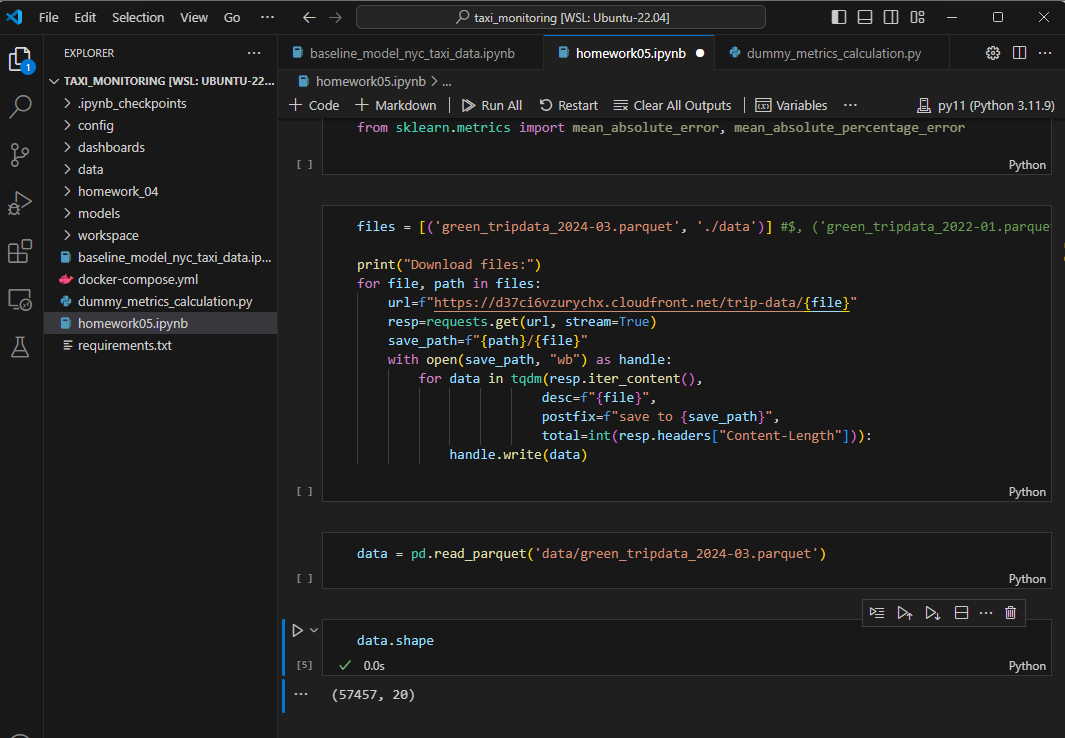 File Edit Selection View Go ··· taxi_monitoring [WSL: Ubuntu-22.04]
EXPLORER ···
1
TAXI_MONITORING [WSL: UBUNTU-22....
.ipynb_checkpoints
config
dashboards
data
homework_04
models
workspace
baseline_model_nyc_taxi_data.ip...
docker-compose.yml
dummy_metrics_calculation.py
homework05.ipynb
requirements.txt
baseline_model_nyc_taxi_data.ipynb homework05.ipynb dummy_metrics_calculation.py ···
homework05.ipynb > ...
+ Code + Markdown | Run All Restart Clear All Outputs | Variables ··· py11 (Python 3.11.9)
from sklearn.metrics import mean_absolute_error, mean_absolute_percentage_error
[ ] Python
files = [('green_tripdata_2024-03.parquet', './data')] #$, ('green_tripdata_2022-01.parque
print("Download files:")
for file, path in files:
url=f"https://d37ci6vzurychx.cloudfront.net/trip-data/{file}"
resp=requests.get(url, stream=True)
save_path=f"{path}/{file}"
with open(save_path, "wb") as handle:
for data in tqdm(resp.iter_content(),
desc=f"{file}",
postfix=f"save to {save_path}",
total=int(resp.headers["Content-Length"])):
handle.write(data)
[ ] Python
data = pd.read_parquet('data/green_tripdata_2024-03.parquet')
[ ] Python
data.shape
[5] 0.0s Python
··· (57457, 20)